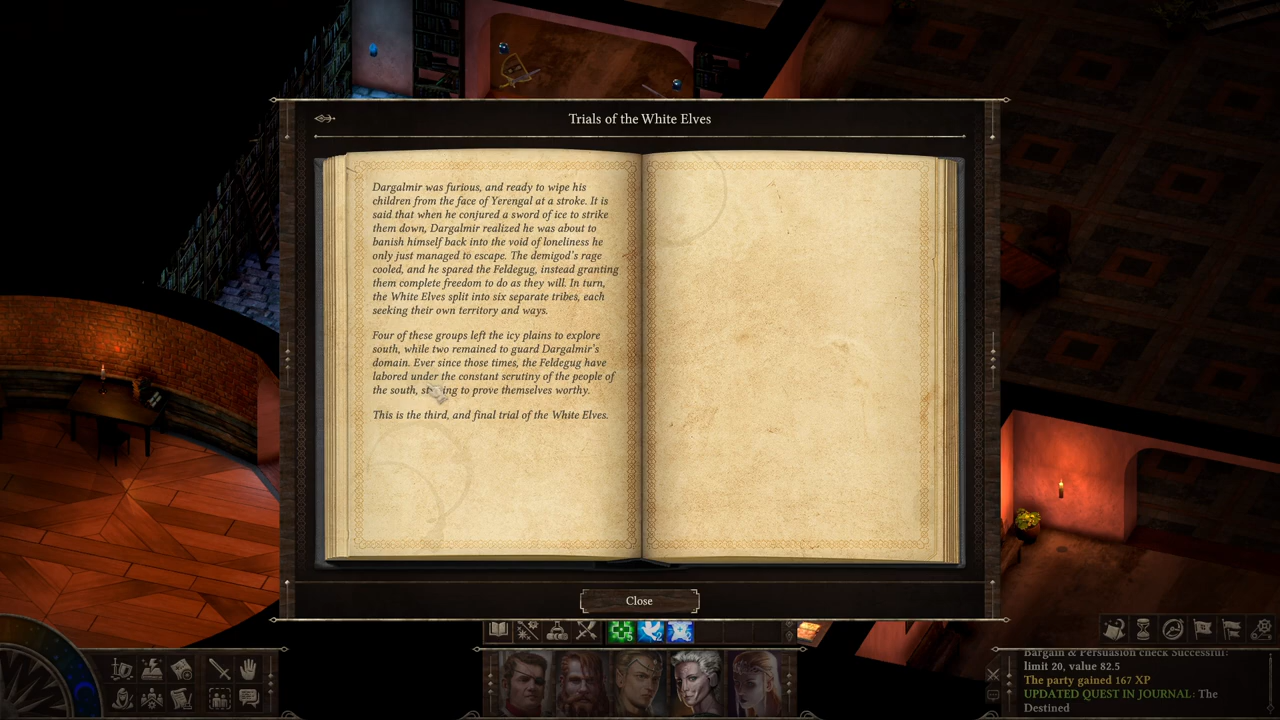 Trials of the White Elves
Dargalmir was furious, and ready to wipe his
children from the face of Yerengal at a stroke. It is
said that when he conjured a sword of ice to strike
them down, Dargalmir realized he was about to
banish himself back into the void of loneliness he
only just managed to escape. The demigod's rage
cooled, and he spared the Feldegug, instead granting
them complete freedom to do as they will. In turn,
the White Elves split into six separate tribes, each
seeking their own territory and ways.
Four of these groups left the icy plains to explore
south, while two remained to guard Dargalmir's
domain. Ever since those times, the Feldegug have
labored under the constant scrutiny of the people of
the south, to prove themselves worthy.
This is the third, and final trial of the White Elves.
Close
5
2
2
Bargain & Persuasion check Successful:
limit 20, value 82.5
The party gained 167 XP
UPDATED QUEST IN JOURNAL: The
Destined